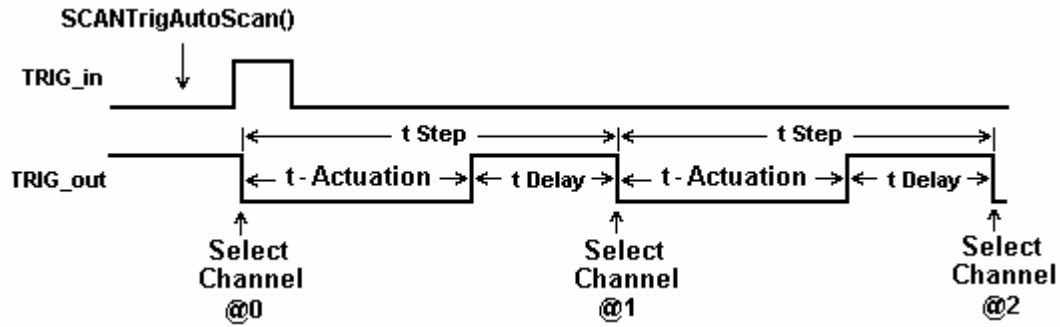 SCANTrigAutoScan()
TRIG_in
t Step t Step
TRIG_out
t - Actuation t Delay t - Actuation t Delay
Select Channel @0
Select Channel @1
Select Channel @2